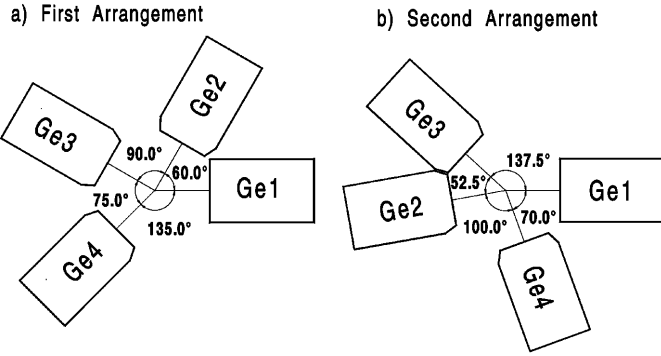 a) First Arrangement
b) Second Arrangement
Ge2
Ge3
90.0°
60.0°
Ge1
75.0°
135.0°
Ge4
Ge3
137.5°
52.5°
Ge1
Ge2
100.0°
70.0°
Ge4